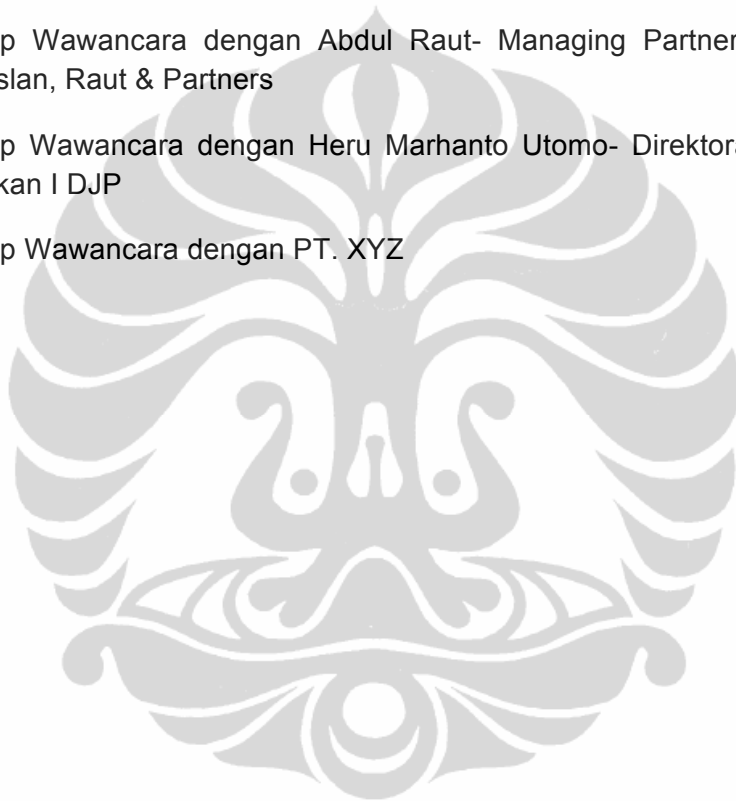 p Wawancara dengan Abdul Raut- Managing Partner
slan, Raut & Partners
p Wawancara dengan Heru Marhanto Utomo- Direktora
kan I DJP
p Wawancara dengan PT. XYZ